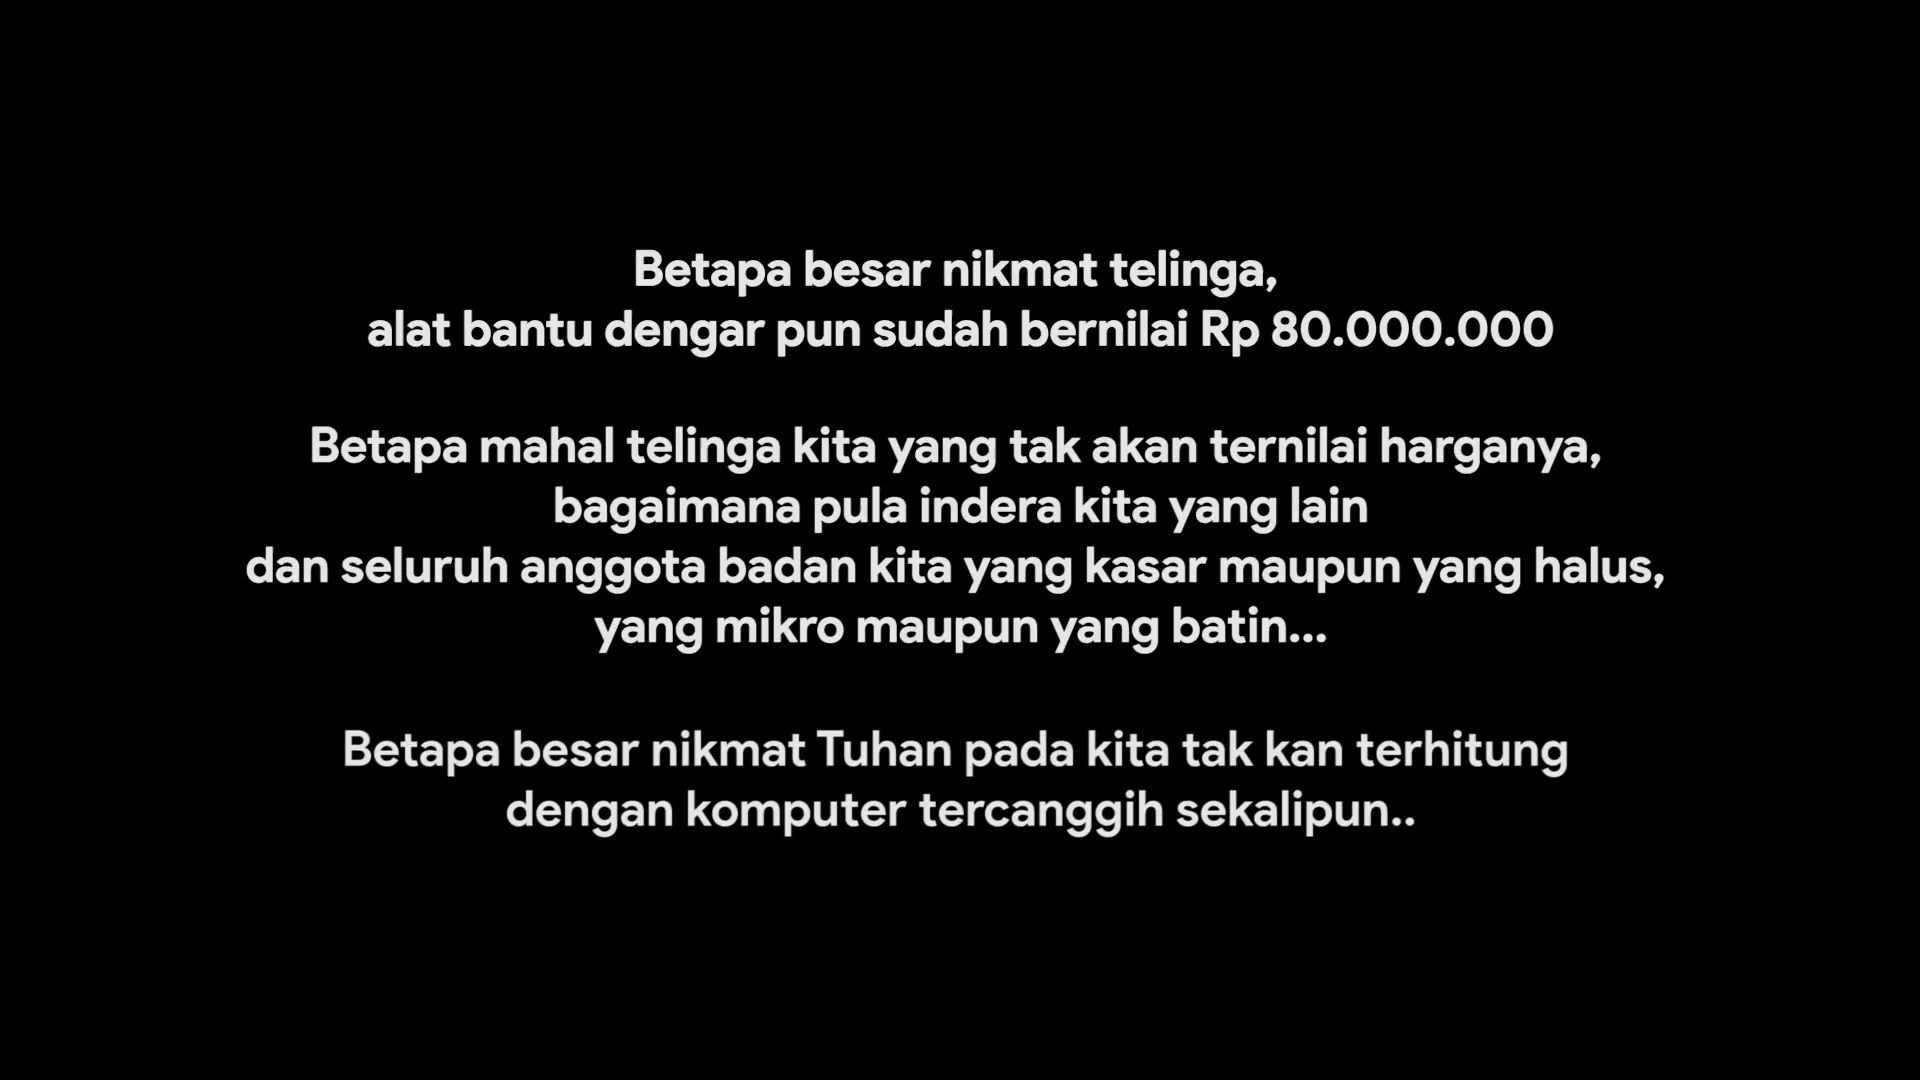 Betapa besar nikmat telinga,
alat bantu dengar pun sudah bernilai Rp 80.000.000
Betapa mahal telinga kita yang tak akan ternilai harganya,
bagaimana pula indera kita yang lain
dan seluruh anggota badan kita yang kasar maupun yang halus,
yang mikro maupun yang batin...
Betapa besar nikmat Tuhan pada kita tak kan terhitung
dengan komputer tercanggih sekalipun..